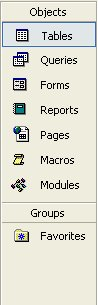 Objects
Tables
Queries
Forms
Reports
Pages
Macros
Modules
Groups
Favorites